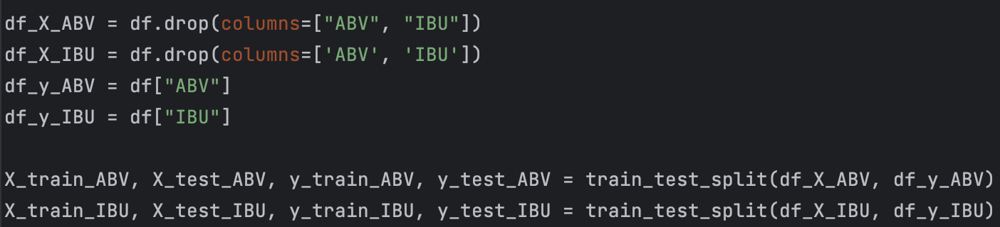 df_X_ABV = df.drop(columns=["ABV", "IBU"])
df_X_IBU = df.drop(columns=['ABV', 'IBU'])
df_y_ABV = df["ABV"]
df_y_IBU = df["IBU"]
X_train_ABV, X_test_ABV, y_train_ABV, y_test_ABV = train_test_split(df_X_ABV, df_y_ABV)
X_train_IBU, X_test_IBU, y_train_IBU, y_test_IBU = train_test_split(df_X_IBU, df_y_IBU)